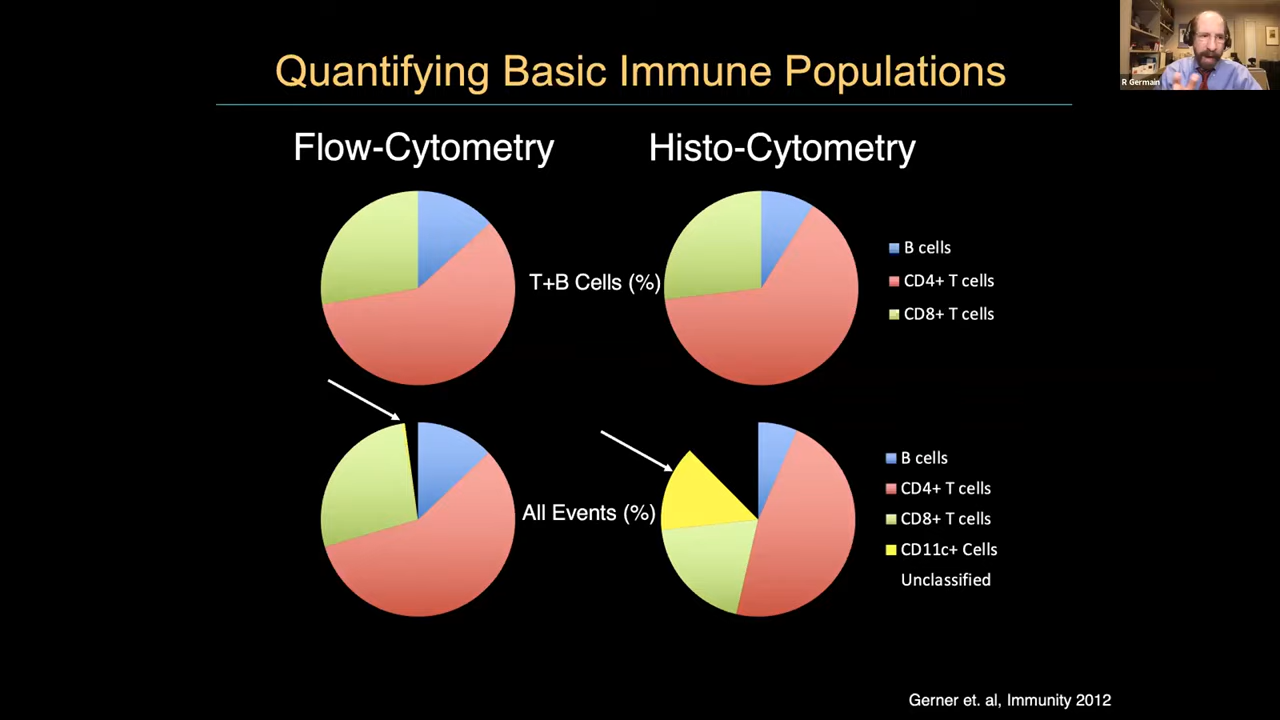 Quantifying Basic Immune Populations
R Germain
Flow-Cytometry
Histo-Cytometry
T+B Cells (%)
B cells
CD4+ T cells
CD8+ T cells
All Events (%)
B cells
CD4+ T cells
CD8+ T cells
CD11c+ Cells
Unclassified
Gerner et. al, Immunity 2012